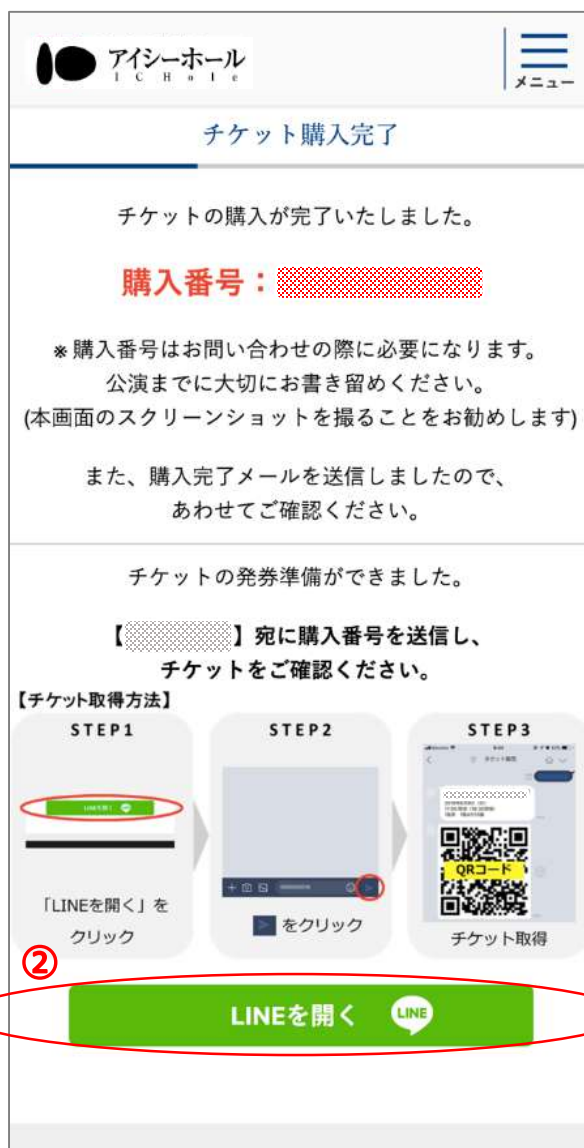 アイシーホール
ICHole
メニュー
チケット購入完了
チケットの購入が完了いたしました。
購入番号：
※購入番号はお問い合わせの際に必要になります。
公演までに大切にお書き留めください。
(本画面のスクリーンショットを撮ることをお勧めします)
また、購入完了メールを送信しましたので、
あわせてご確認ください。
チケットの発券準備ができました。
【 】宛に購入番号を送信し、
チケットをご確認ください。
【チケット取得方法】
STEP1
LINEを開く
「LINEを開く」を
クリック
STEP2
をクリック
STEP3
QRコード
チケット取得
②
LINEを開く LINE